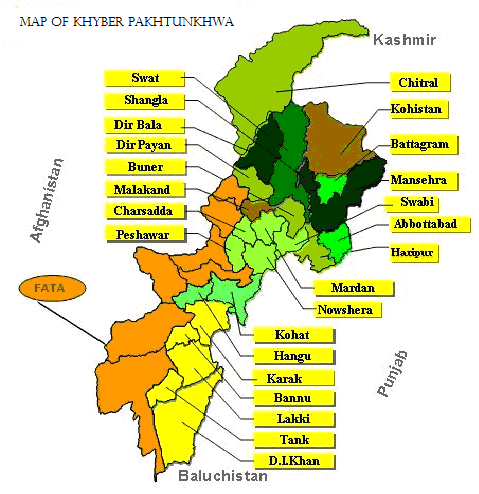 MAP OF KHYBER PAKHTUNKHWA
Kashmir
Swat
Shangla
Dir Bala
Dir Payan
Buner
Malakand
Charsadda
Peshawar
Chitral
Kohistan
Battagram
Mansehra
Swabi
Abbottabad
Haripur
Afghanistan
FATA
Mardan
Nowshera
Kohat
Hangu
Karak
Bannu
Lakki
Tank
D.I.Khan
Punjab
Baluchistan